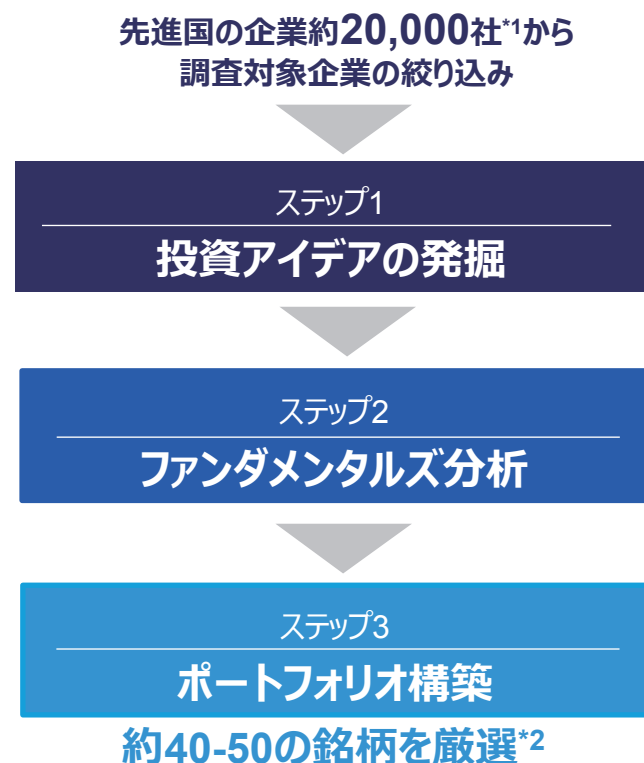 先進国の企業約20,000社*1から
調査対象企業の絞り込み
ステップ1
投資アイデアの発掘
ステップ2
ファンダメンタルズ分析
ステップ3
ポートフォリオ構築
約40-50の銘柄を厳選*2